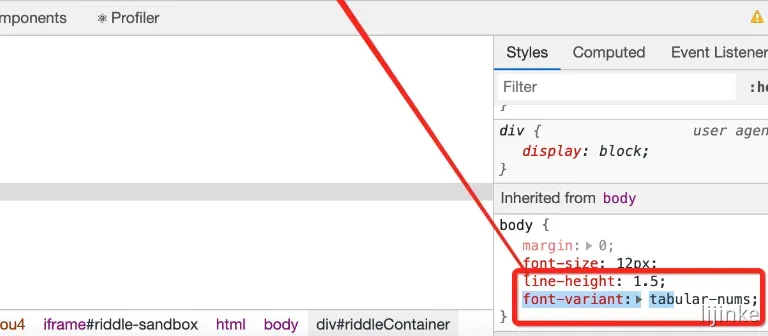 mponents ⚛ Profiler
Styles Computed Event Listener
Filter :he
}
div { user agen
display: block;
}
Inherited from body
body {
margin: ▸ 0;
font-size: 12px;
line-height: 1.5;
font-variant: ▸ tabular-nums;
}
ou4 iframe#riddle-sandbox html body div#riddleContainer
lijinke